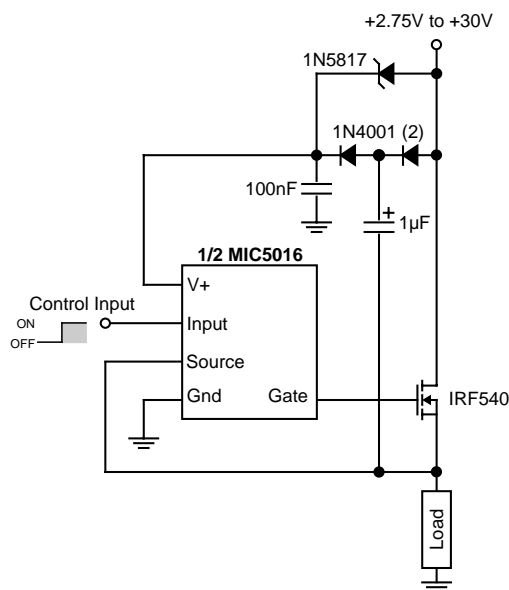 +2.75V to +30V
1N5817
1N4001 (2)
100nF
+
1µF
1/2 MIC5016
V+
Control Input
ON
OFF
Input
Source
Gnd
Gate
IRF540
Load